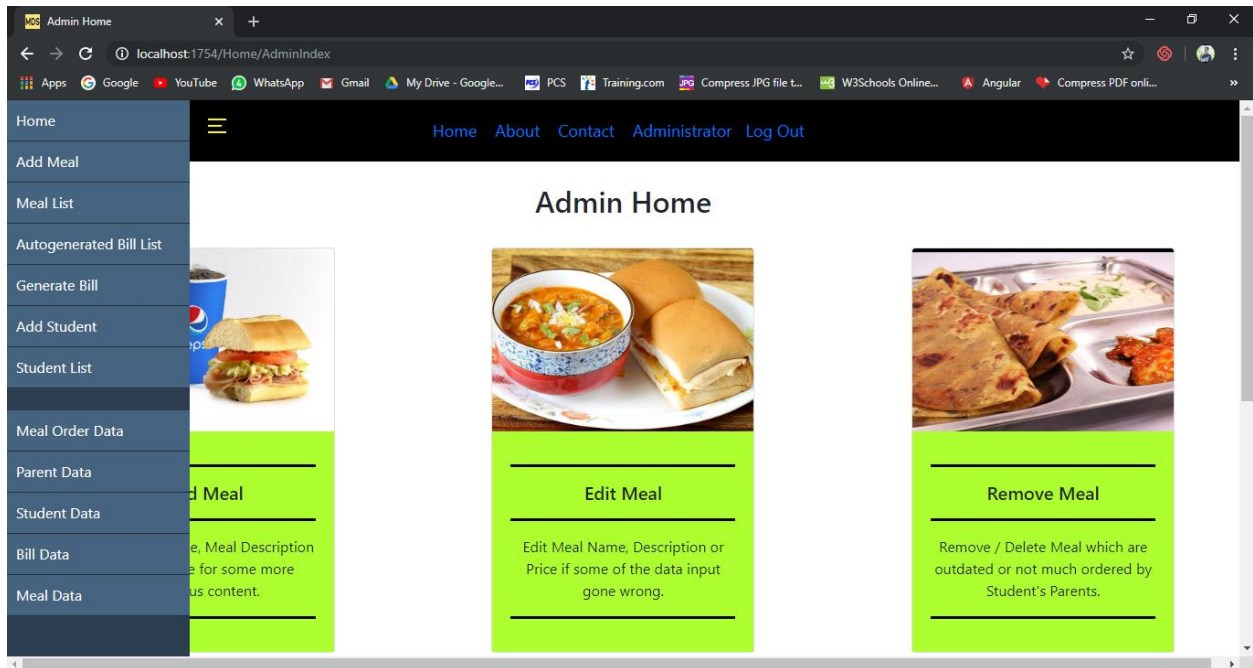 MDS Admin Home
localhost:1754/Home/AdminIndex
Apps Google YouTube WhatsApp Gmail My Drive - Google... PCS PCS Training.com JPG Compress JPG file t... W3Schools Online... Angular Compress PDF onli... »
Home
Add Meal
Meal List
Autogenerated Bill List
Generate Bill
Add Student
Student List
Meal Order Data
Parent Data
Student Data
Bill Data
Meal Data
Home About Contact Administrator Log Out
Admin Home
d Meal
e, Meal Description
e for some more
us content.
Edit Meal
Edit Meal Name, Description or
Price if some of the data input
gone wrong.
Remove Meal
Remove / Delete Meal which are
outdated or not much ordered by
Student's Parents.